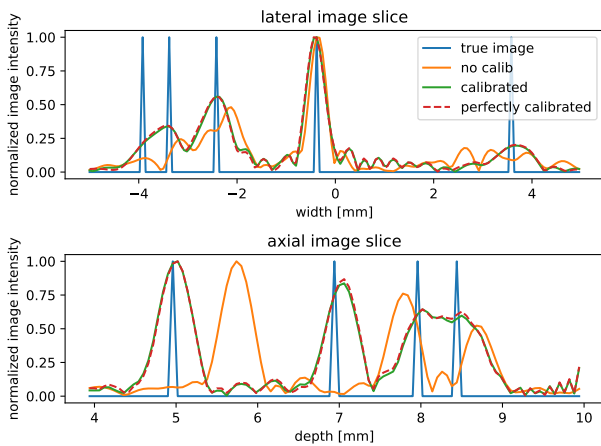 lateral image slice
normalized image intensity
1.00
0.75
0.50
0.25
0.00
true image
no calib
calibrated
perfectly calibrated
−4
−2
0
2
4
width [mm]
axial image slice
normalized image intensity
1.00
0.75
0.50
0.25
0.00
4
5
6
7
8
9
10
depth [mm]